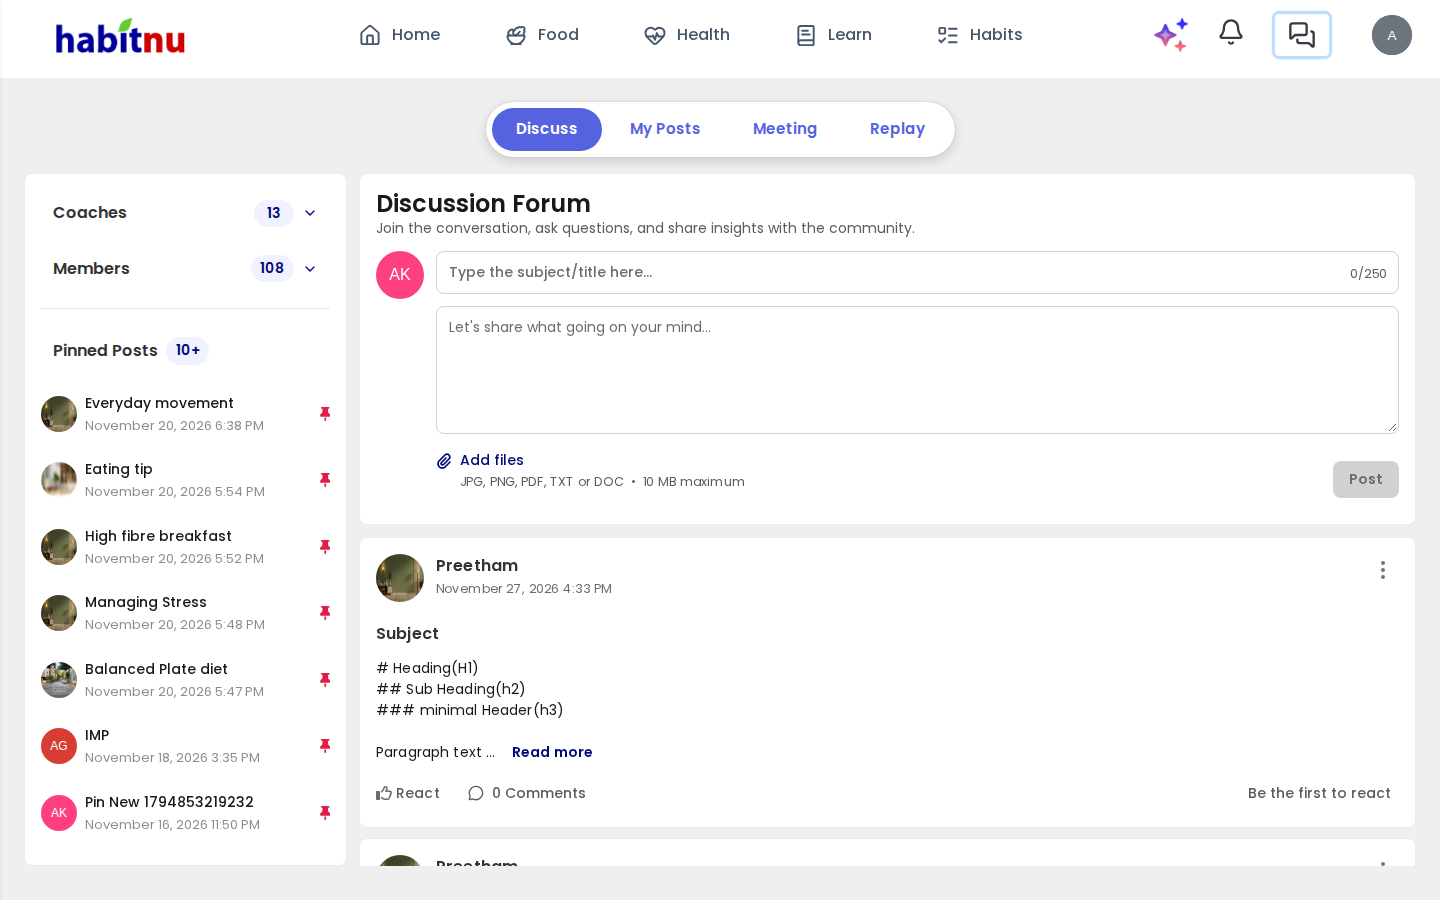 habitnu
Home
Food
Health
Learn
Habits
A
Discuss
My Posts
Meeting
Replay
Coaches
13
Members
108
Pinned Posts
10+
Everyday movement
November 20, 2026 6:38 PM
Eating tip
November 20, 2026 5:54 PM
High fibre breakfast
November 20, 2026 5:52 PM
Managing Stress
November 20, 2026 5:48 PM
Balanced Plate diet
November 20, 2026 5:47 PM
AG
IMP
November 18, 2026 3:35 PM
AK
Pin New 1794853219232
November 16, 2026 11:50 PM
Discussion Forum
Join the conversation, ask questions, and share insights with the community.
AK
Type the subject/title here...
0/250
Let's share what going on your mind...
Add files
JPG, PNG, PDF, TXT or DOC • 10 MB maximum
Post
Preetham
November 27, 2026 4:33 PM
Subject
# Heading(H1)
## Sub Heading(h2)
### minimal Header(h3)
Paragraph text ... Read more
React
0 Comments
Be the first to react
Preetham